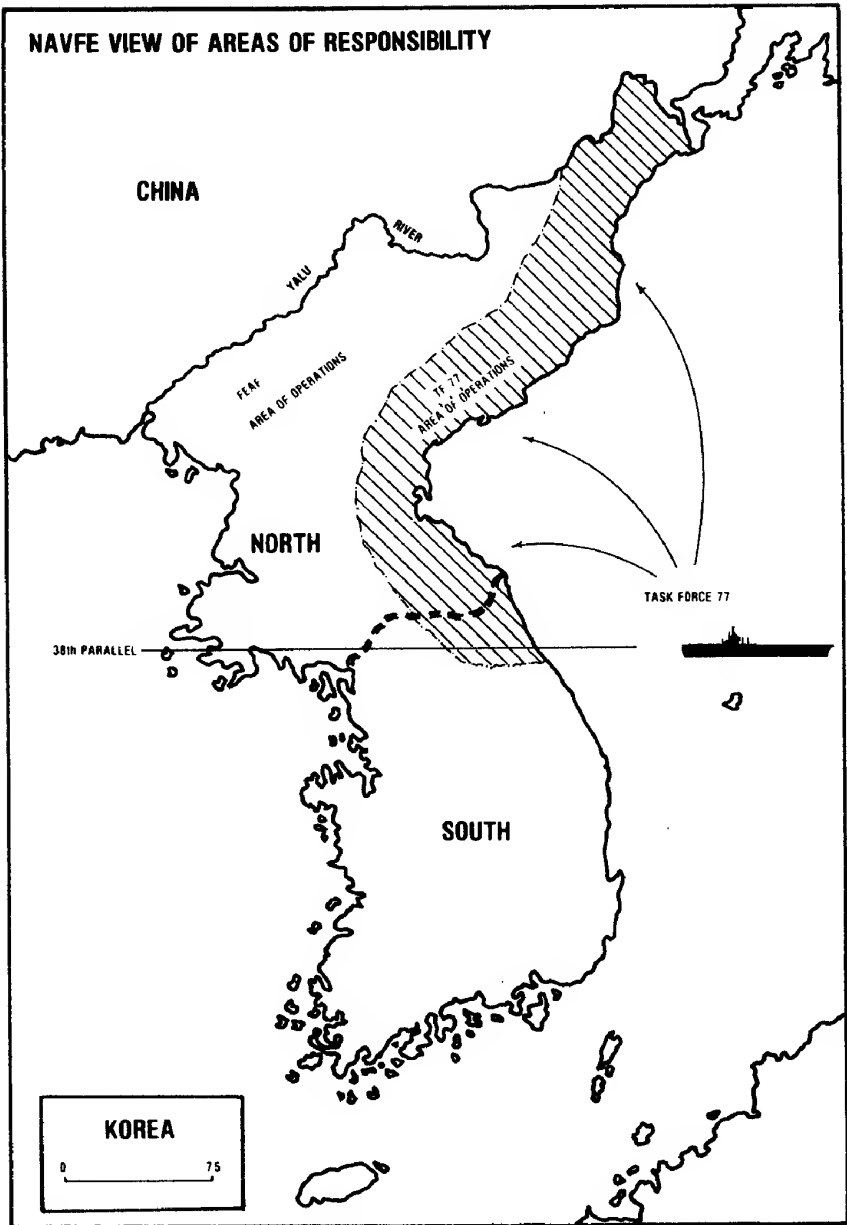 NAVFE VIEW OF AREAS OF RESPONSIBILITY
CHINA
YALU
RIVER
FEAF
AREA OF OPERATIONS
TF 77
AREA OF OPERATIONS
NORTH
TASK FORCE 77
38th PARALLEL
SOUTH
KOREA
0 75